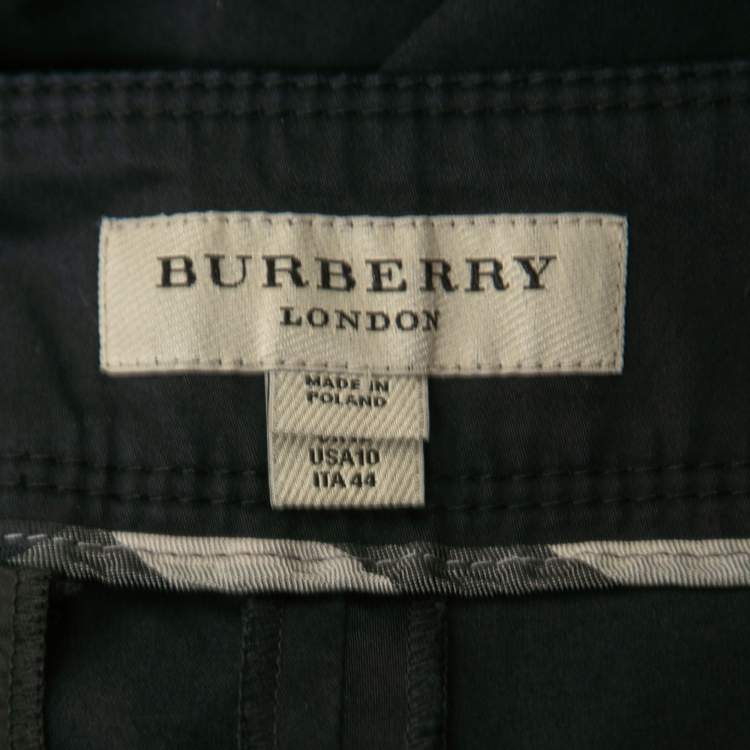 BURBERRY
LONDON
MADE IN
POLAND
USA10
ITA 44